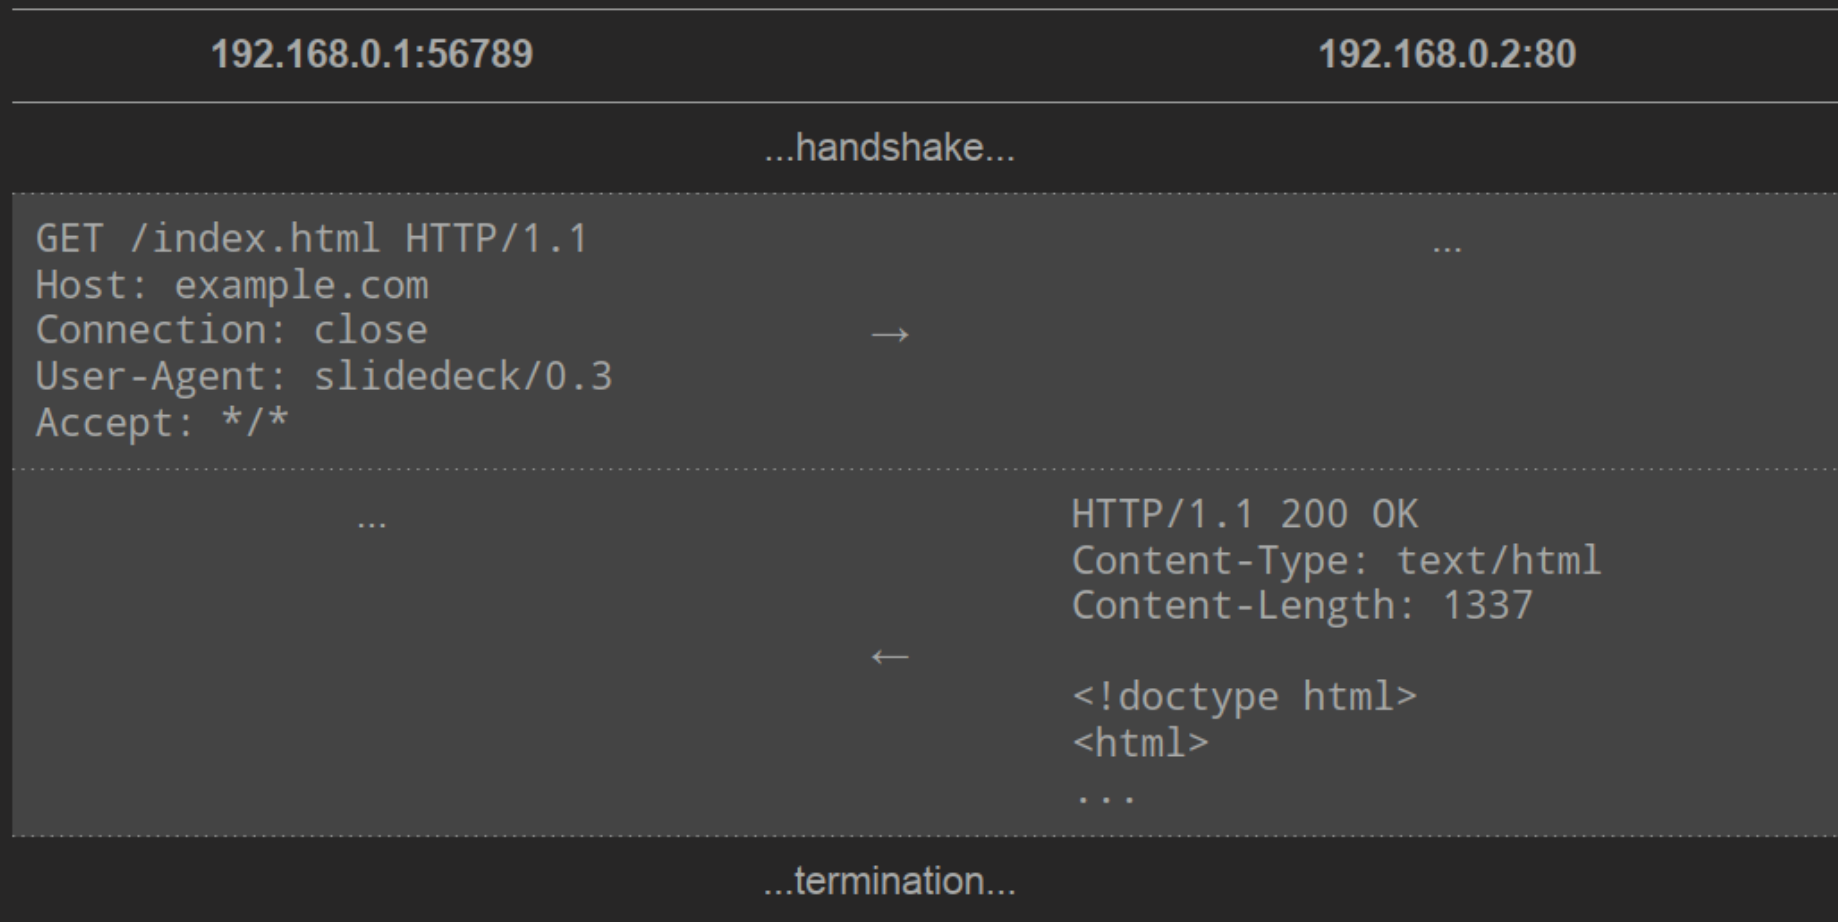 192.168.0.1:56789 192.168.0.2:80
...handshake...
GET /index.html HTTP/1.1
Host: example.com
Connection: close
User-Agent: slidedeck/0.3
Accept: */*
→
...
...
←
HTTP/1.1 200 OK
Content-Type: text/html
Content-Length: 1337

<!doctype html>
<html>
...
...termination...